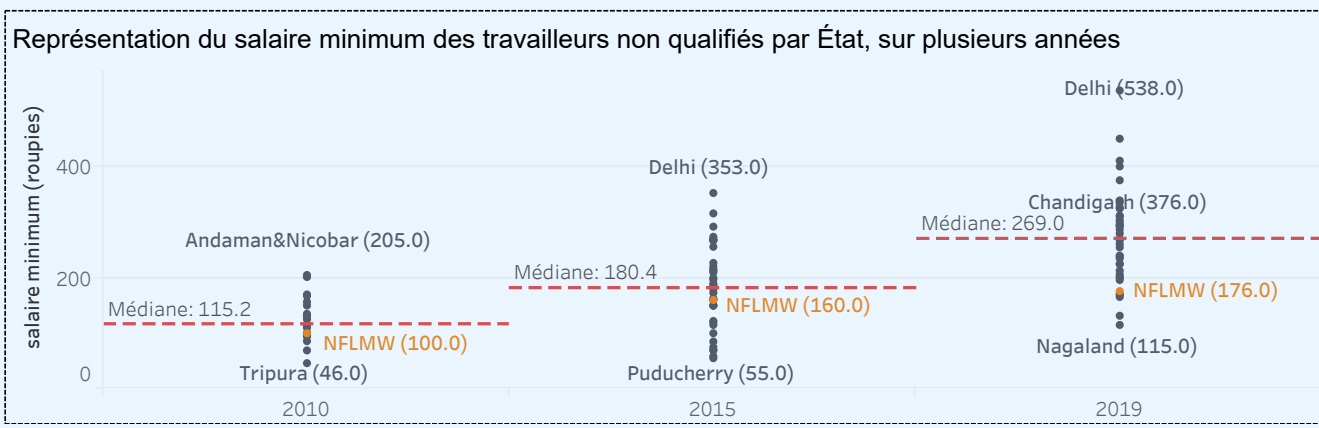 Représentation du salaire minimum des travailleurs non qualifiés par État, sur plusieurs années
salaire minimum (roupies)
400
200
0
Andaman&Nicobar (205.0)
Médiane: 115.2
NFLMW (100.0)
Tripura (46.0)
2010
Delhi (353.0)
Médiane: 180.4
NFLMW (160.0)
Puducherry (55.0)
2015
Delhi (538.0)
Chandigarh (376.0)
Médiane: 269.0
NFLMW (176.0)
Nagaland (115.0)
2019